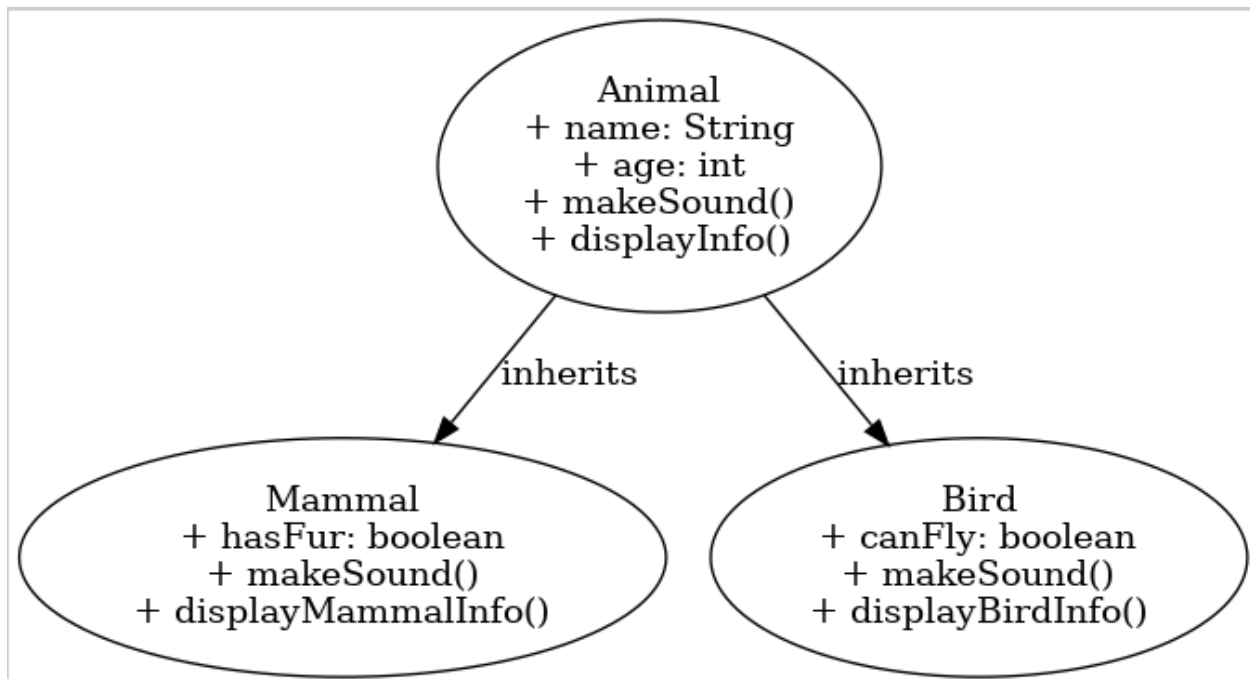 Animal
+ name: String
+ age: int
+ makeSound()
+ displayInfo()
inherits
inherits
Mammal
+ hasFur: boolean
+ makeSound()
+ displayMammalInfo()
Bird
+ canFly: boolean
+ makeSound()
+ displayBirdInfo()